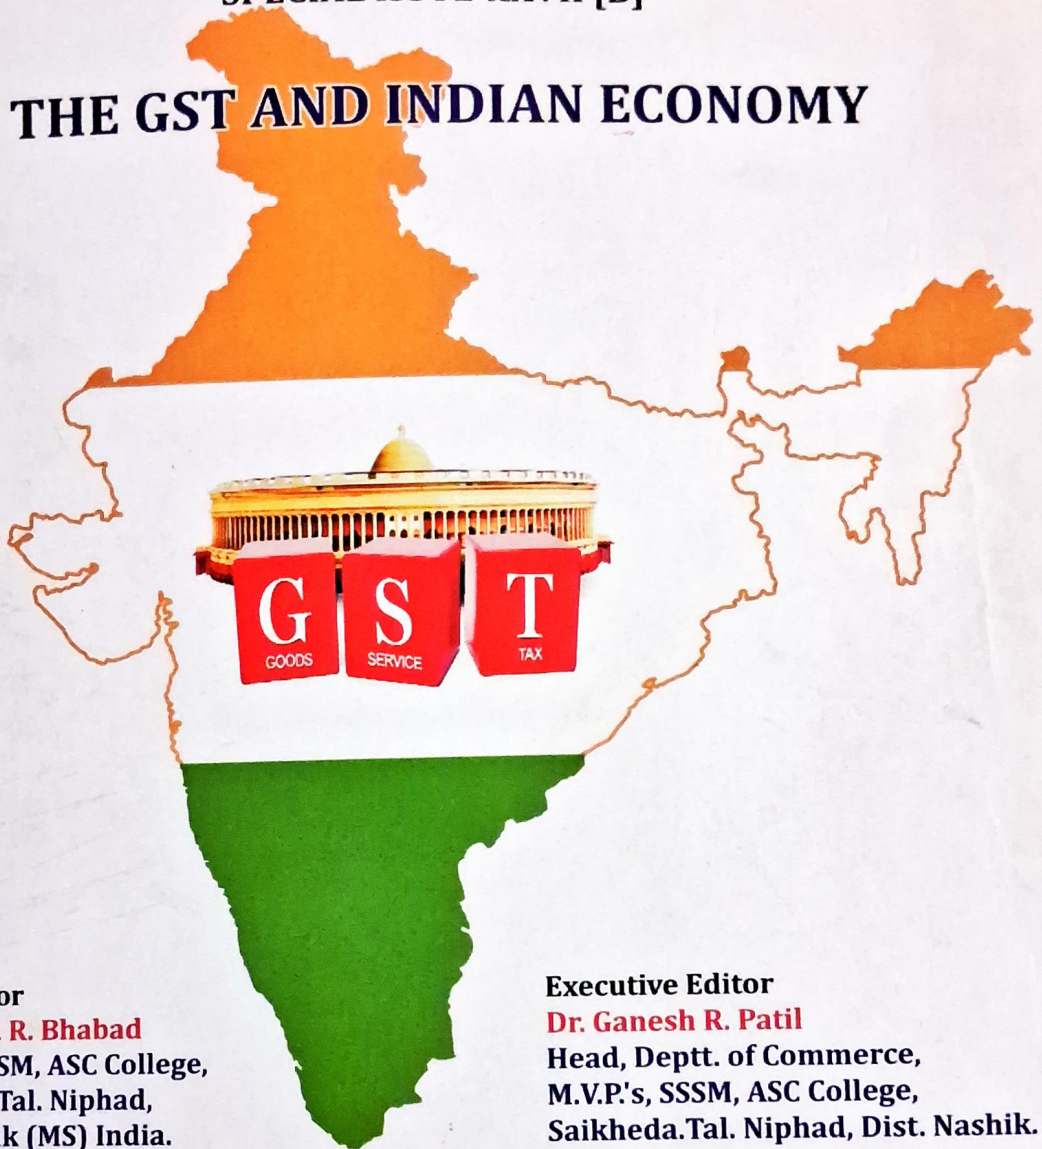 THE GST AND INDIAN ECONOMY
G S T
GOODS SERVICE TAX
or
. R. Bhabad
SM, ASC College,
Tal. Niphad,
k (MS) India.
Executive Editor
Dr. Ganesh R. Patil
Head, Deptt. of Commerce,
M.V.P.'s, SSSM, ASC College,
Saikheda.Tal. Niphad, Dist. Nashik.